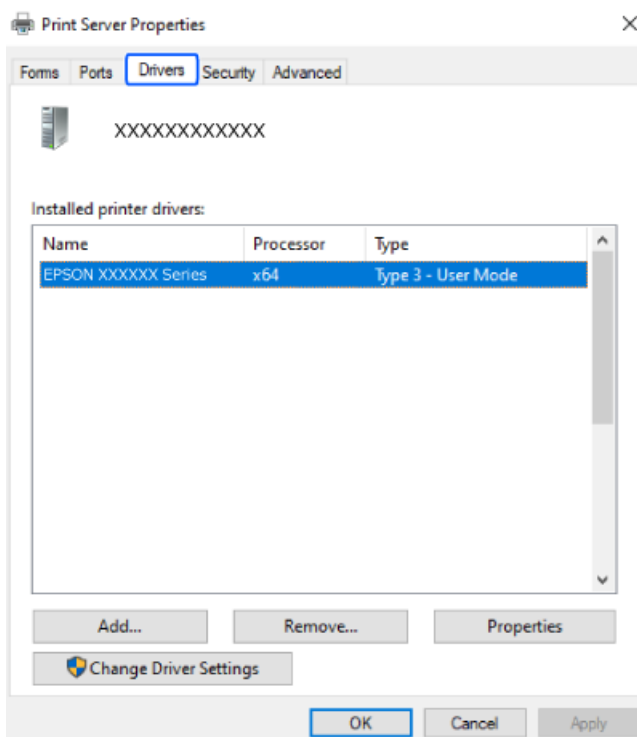 Print Server Properties
Forms Ports Drivers Security Advanced
XXXXXXXXXXXX
Installed printer drivers:
Name Processor Type
EPSON XXXXXX Series x64 Type 3 - User Mode
Add... Remove... Properties
Change Driver Settings
OK Cancel Apply